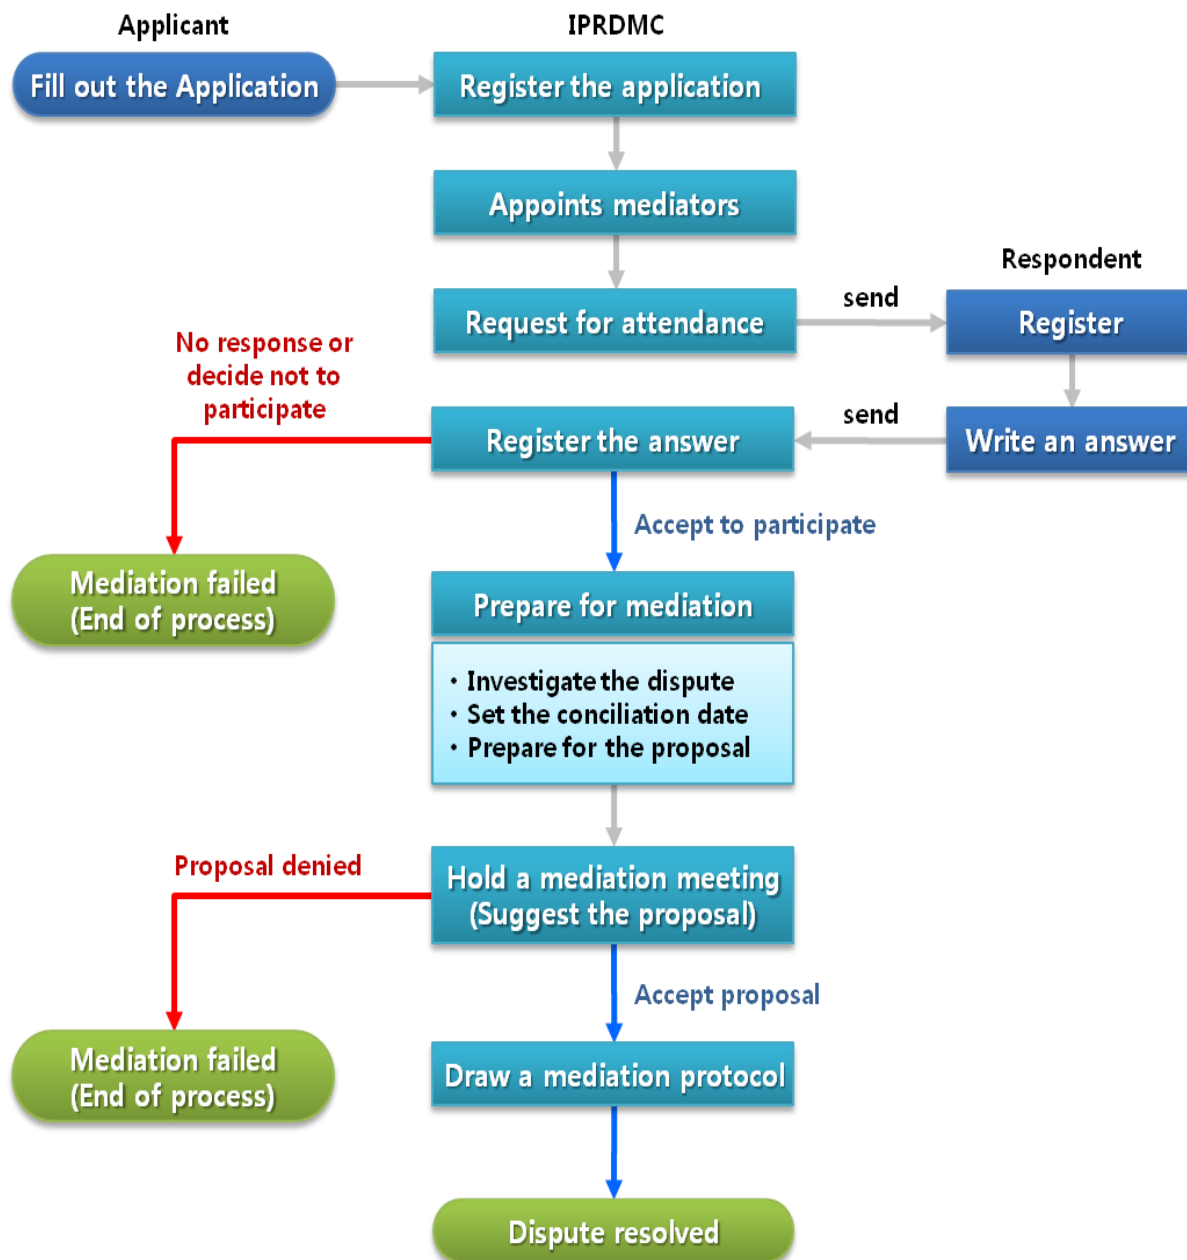 Applicant
IPRDMC
Fill out the Application
Register the application
Appoints mediators
Respondent
Request for attendance
send
Register
No response or
decide not to
participate
Register the answer
send
Write an answer
Accept to participate
Mediation failed
(End of process)
Prepare for mediation
· Investigate the dispute
· Set the conciliation date
· Prepare for the proposal
Proposal denied
Hold a mediation meeting
(Suggest the proposal)
Accept proposal
Mediation failed
(End of process)
Draw a mediation protocol
Dispute resolved